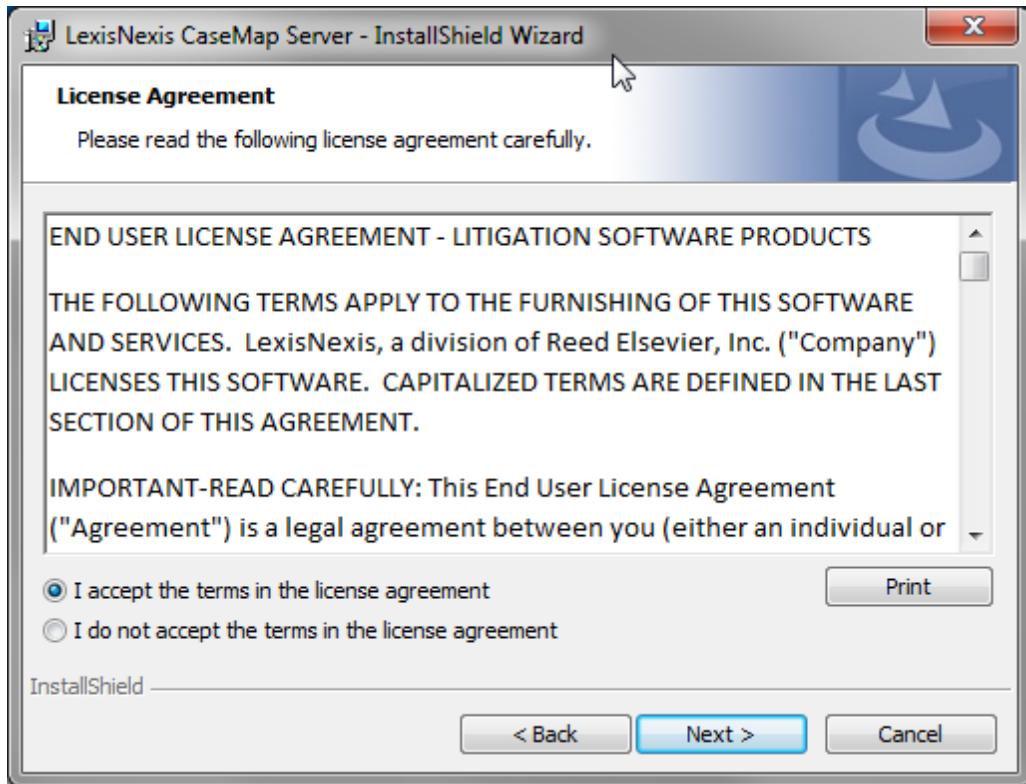 LexisNexis CaseMap Server - InstallShield Wizard
License Agreement
Please read the following license agreement carefully.
END USER LICENSE AGREEMENT - LITIGATION SOFTWARE PRODUCTS
THE FOLLOWING TERMS APPLY TO THE FURNISHING OF THIS SOFTWARE
AND SERVICES.  LexisNexis, a division of Reed Elsevier, Inc. ("Company")
LICENSES THIS SOFTWARE.  CAPITALIZED TERMS ARE DEFINED IN THE LAST
SECTION OF THIS AGREEMENT.
IMPORTANT-READ CAREFULLY: This End User License Agreement
("Agreement") is a legal agreement between you (either an individual or
I accept the terms in the license agreement
Print
I do not accept the terms in the license agreement
InstallShield
< Back
Next >
Cancel